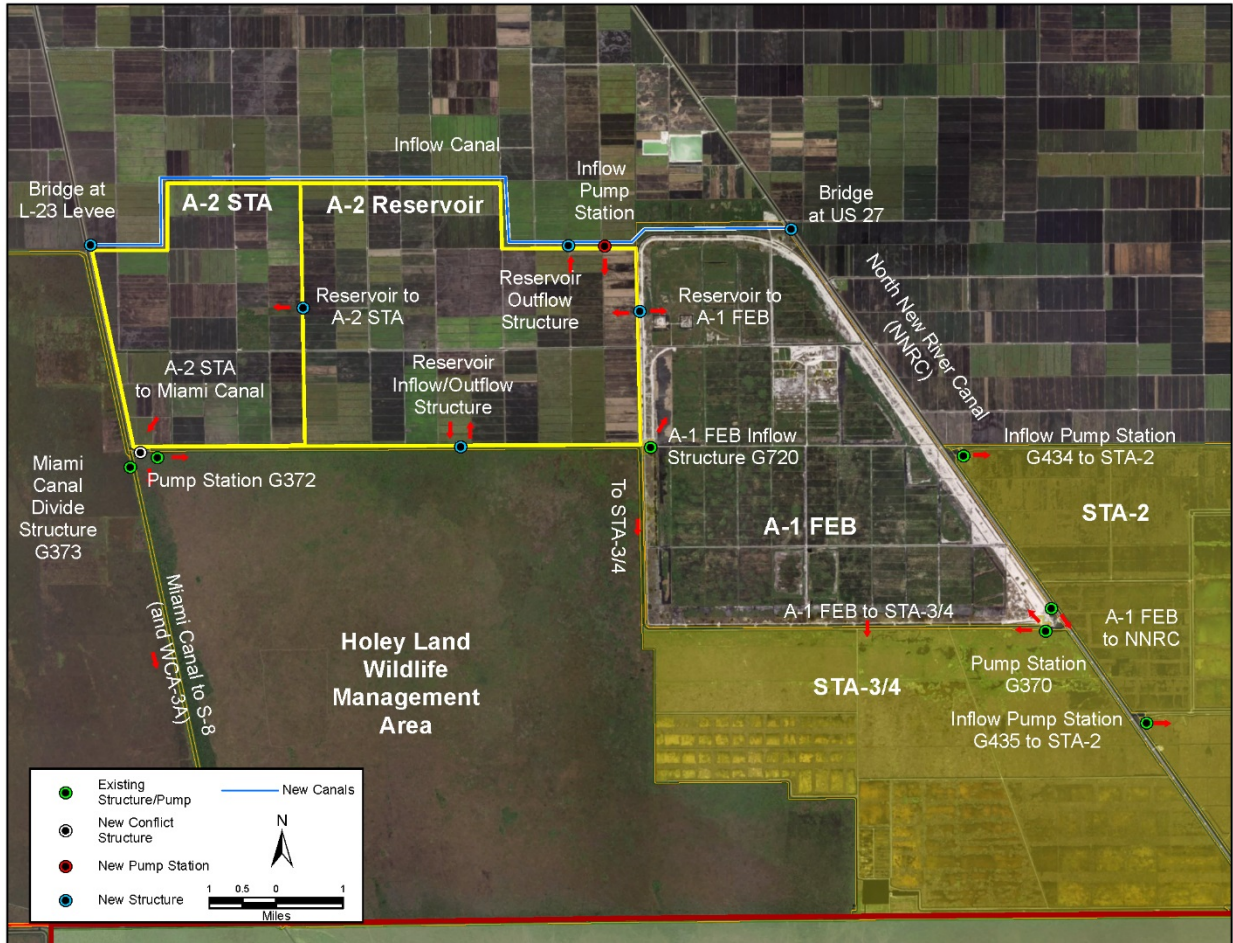 Inflow Canal
Bridge at
L-23 Levee
A-2 STA
A-2 Reservoir
Inflow
Pump
Station
Bridge
at US 27
North New River Canal
(NNRC)
Reservoir to
A-2 STA
Reservoir
Outflow
Structure
Reservoir to
A-1 FEB
A-2 STA
to Miami Canal
Reservoir
Inflow/Outflow
Structure
Miami
Canal
Divide
Structure
G373
Pump Station G372
A-1 FEB Inflow
Structure G720
Inflow Pump Station
G434 to STA-2
STA-2
To STA-3/4
A-1 FEB
A-1 FEB to STA-3/4
A-1 FEB
to NNRC
Miami Canal to S-8
(and WCA-3A)
Holey Land
Wildlife
Management
Area
STA-3/4
Pump Station
G370
Inflow Pump Station
G435 to STA-2
Existing
Structure/Pump
New Canals
New Conflict
Structure
N
New Pump Station
New Structure
1 0.5 0 1
Miles